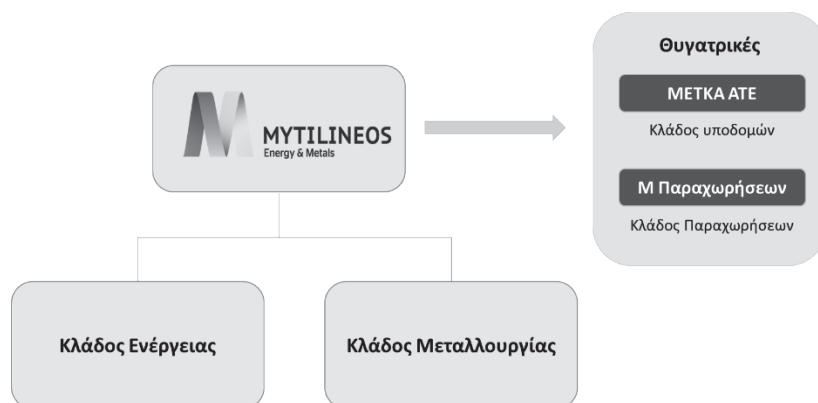 Θυγατρικές
ΜΕΤΚΑ ΑΤΕ
Κλάδος υποδομών
Μ Παραχωρήσεων
Κλάδος Παραχωρήσεων
MYTILINEOS
Energy & Metals
Κλάδος Ενέργειας
Κλάδος Μεταλλουργίας